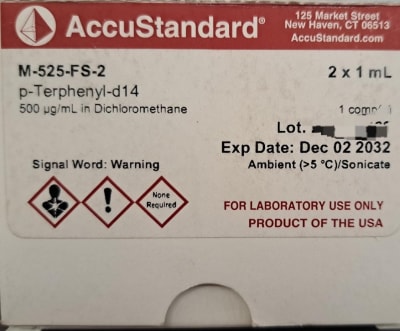 AccuStandard®
125 Market Street
New Haven, CT 06513
AccuStandard.com
M-525-FS-2
2 x 1 mL
p-Terphenyl-d14
500 µg/mL in Dichloromethane
1
Lot.
Exp Date: Dec 02 2032
Ambient (>5 °C)/Sonicate
Signal Word: Warning
None
Required
FOR LABORATORY USE ONLY
PRODUCT OF THE USA